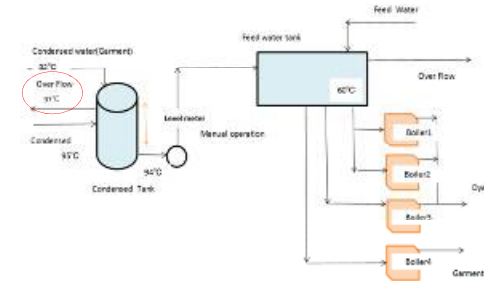 Feed Water
Feed water tank
Condensed water(Garment)
Over Flow
Over Flow
60°C
Level meter
Manual operation
Boiler1
Condensed
95°C
94°C
Boiler2
Condensed Tank
Boiler3
Boiler4
Garment